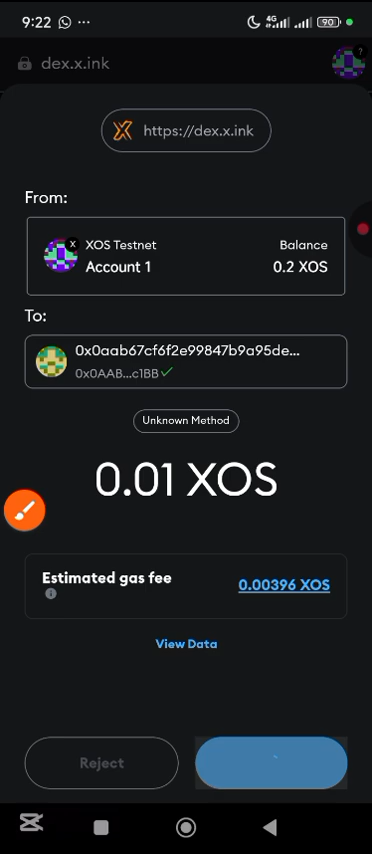 9:22 ... 4G 90
dex.x.ink ?
https://dex.x.ink
From:
x XOS Testnet Balance
Account 1 0.2 XOS
To:
0x0aab67cf6f2e99847b9a95de...
0x0AAB...c1BB
Unknown Method
0.01 XOS
Estimated gas fee 0.00396 XOS
View Data
Reject